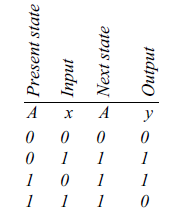 Present state Input Next state Output
A x A y
0 0 0 0
0 1 1 1
1 0 1 1
1 1 1 0